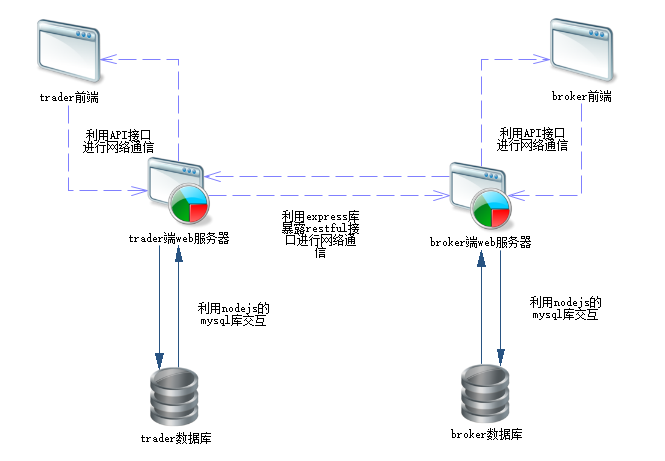 trader前端
broker前端
利用API接口
进行网络通信
利用API接口
进行网络通信
利用express库
暴露restful接
口进行网络通
信
trader端web服务器
broker端web服务器
利用nodejs的
mysql库交互
利用nodejs的
mysql库交互
trader数据库
broker数据库